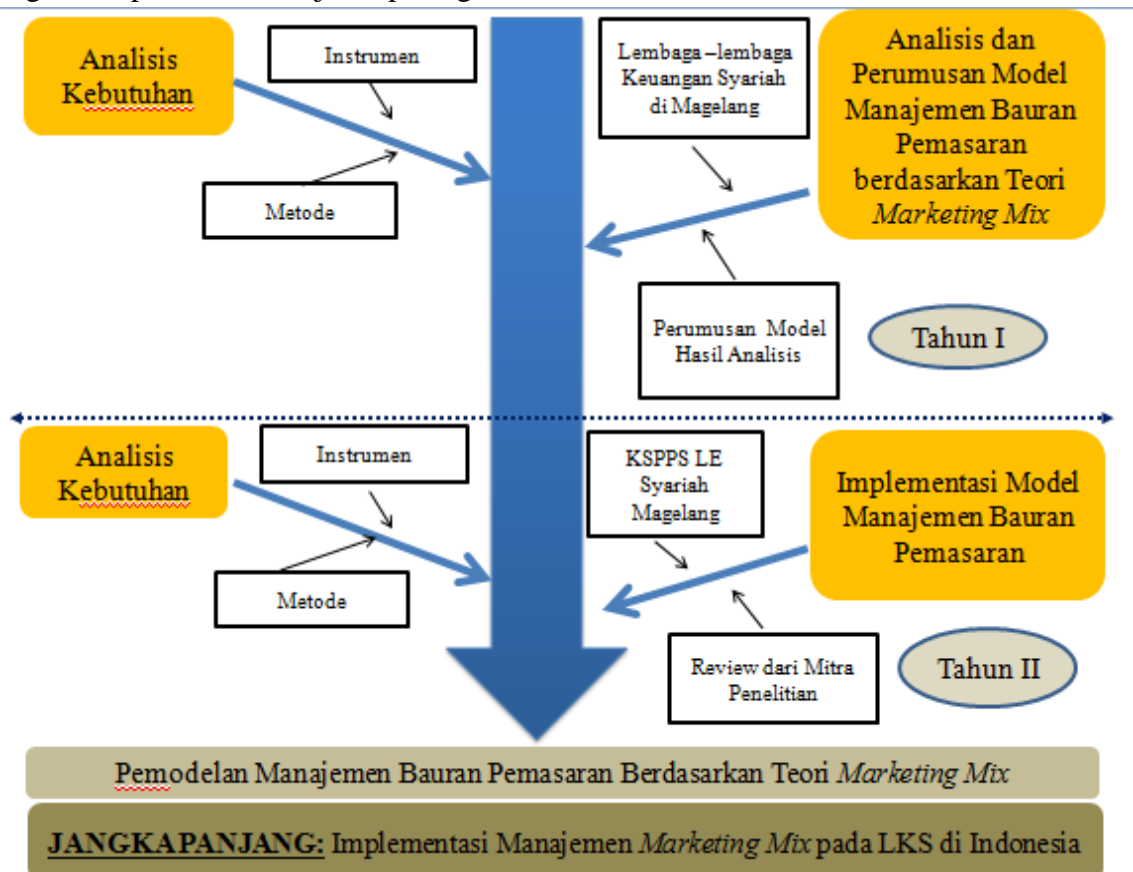 Analisis
Kebutuhan
Instrumen
Metode
Lembaga –lembaga
Keuangan Syariah
di Magelang
Analisis dan
Perumusan Model
Manajemen Bauran
Pemasaran
berdasarkan Teori
Marketing Mix
Perumusan Model
Hasil Analisis
Tahun I
Analisis
Kebutuhan
Instrumen
Metode
KSPPS LE
Syariah
Magelang
Implementasi Model
Manajemen Bauran
Pemasaran
Review dari Mitra
Penelitian
Tahun II
Pemodelan Manajemen Bauran Pemasaran Berdasarkan Teori Marketing Mix
JANGKAPANJANG: Implementasi Manajemen Marketing Mix pada LKS di Indonesia